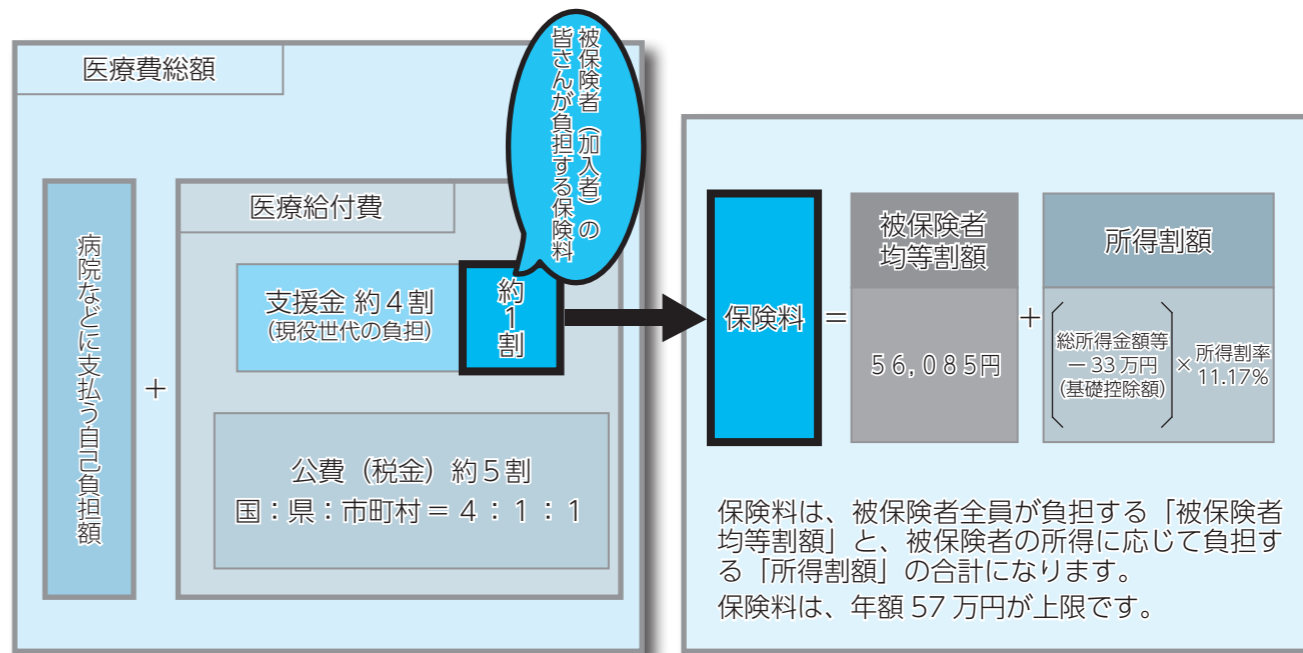 医療費総額
被保険者（加入者）の
皆さんが負担する保険料
病院などに支払う自己負担額
＋
医療給付費
支援金 約４割
(現役世代の負担)
約１割
公費（税金）約５割
国：県：市町村＝４：１：１
保険料
＝
被保険者
均等割額
５６,０８５円
＋
所得割額
総所得金額等
－33 万円
(基礎控除額)
×
所得割率
11.17%
保険料は、被保険者全員が負担する「被保険者
均等割額」と、被保険者の所得に応じて負担す
る「所得割額」の合計になります。
保険料は、年額 57 万円が上限です。